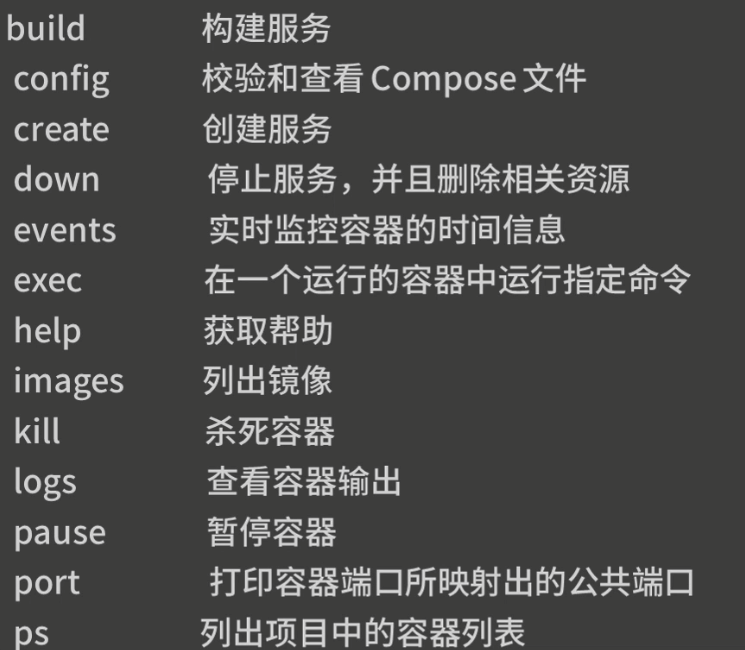 build 构建服务
config 校验和查看 Compose 文件
create 创建服务
down 停止服务，并且删除相关资源
events 实时监控容器的时间信息
exec 在一个运行的容器中运行指定命令
help 获取帮助
images 列出镜像
kill 杀死容器
logs 查看容器输出
pause 暂停容器
port 打印容器端口所映射出的公共端口
ps 列出项目中的容器列表